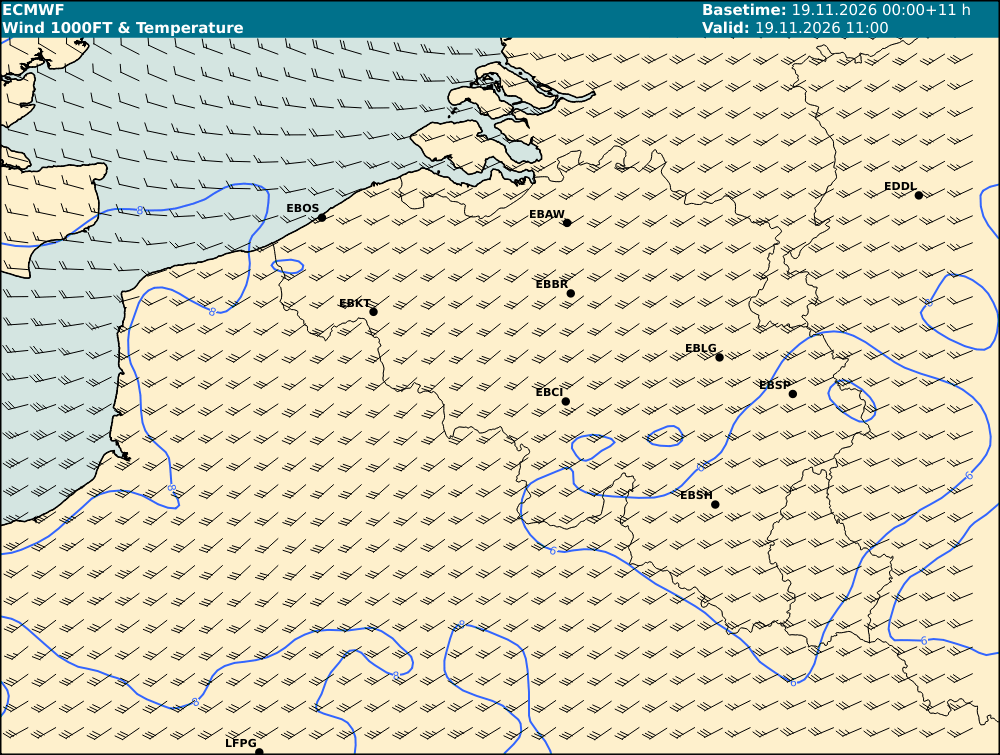 ECMWF
Wind 1000FT & Temperature
Basetime: 19.11.2026 00:00+11 h
Valid: 19.11.2026 11:00
EDDL
EBOS
8
EBAW
EBBR
EBKT
8
EBLG
EBSP
EBCI
6
6
8
EBSH
6
8
6
8
6
8
LFPG